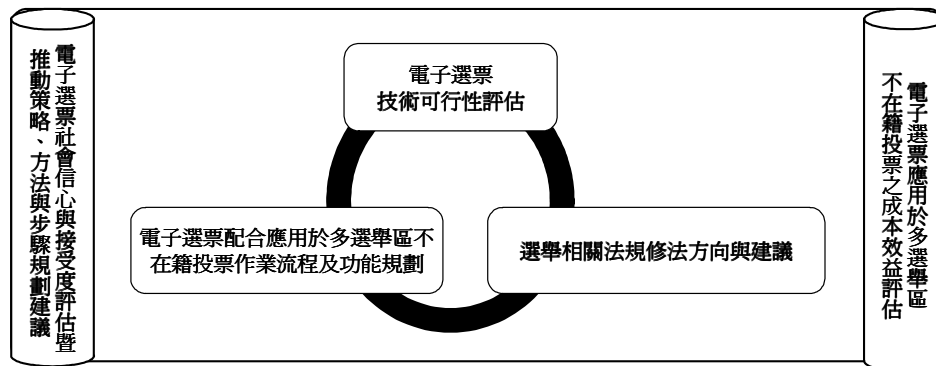 電子選票社會信心與接受度評估暨
推動策略、方法與步驟規劃建議
電子選票
技術可行性評估
電子選票配合應用於多選舉區不
在籍投票作業流程及功能規劃
選舉相關法規修法方向與建議
電子選票應用於多選舉區
不在籍投票之成本效益評估